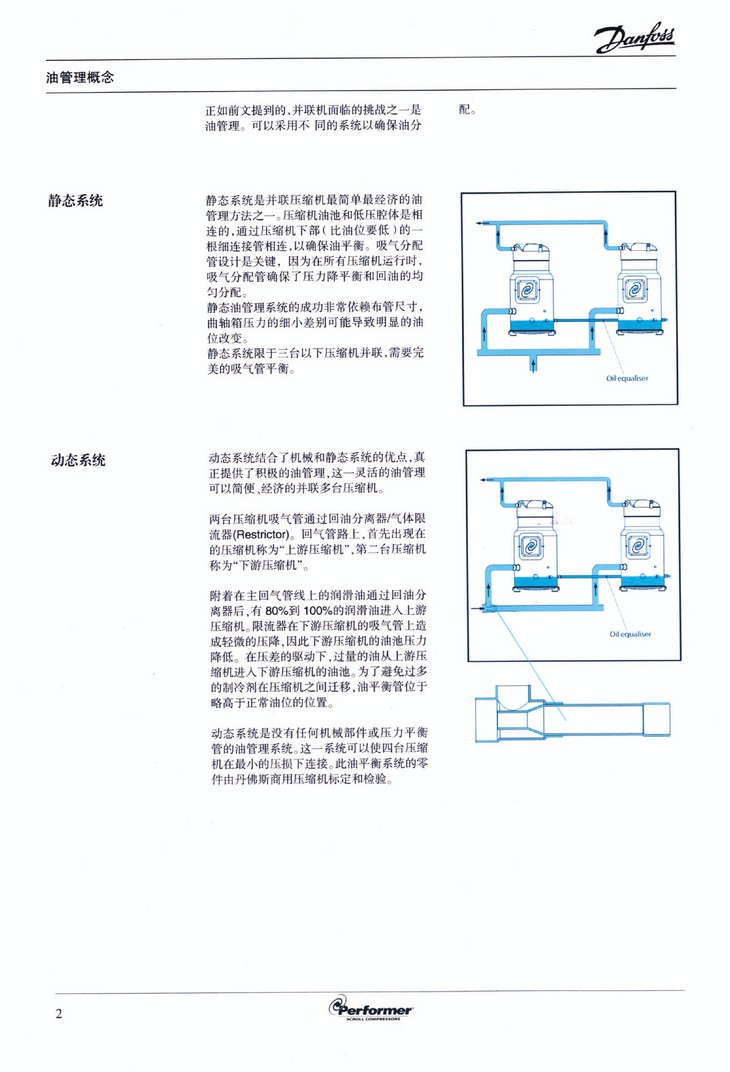 Danfoss
油管理概念
正如前文提到的,并联机面临的挑战之一是
油管理。可以采用不 同的系统以确保油分
配。
静态系统
静态系统是并联压缩机最简单最经济的油
管理方法之一。压缩机油池和低压腔体是相
连的,通过压缩机下部(比油位要低)的一
根细连接管相连,以确保油平衡。吸气分配
管设计是关键, 因为在所有压缩机运行时,
吸气分配管确保了压力降平衡和回油的均
匀分配。
静态油管理系统的成功非常依赖布管尺寸,
曲轴箱压力的细小差别可能导致明显的油
位改变。
静态系统限于三台以下压缩机并联,需要完
美的吸气管平衡。
Oil equaliser
动态系统
动态系统结合了机械和静态系统的优点,真
正提供了积极的油管理,这一灵活的油管理
可以简便、经济的并联多台压缩机。
两台压缩机吸气管通过回油分离器/气体限
流器(Restrictor)。回气管路上,首先出现在
的压缩机称为“上游压缩机”,第二台压缩机
称为“下游压缩机”。
附着在主回气管线上的润滑油通过回油分
离器后,有 80%到 100%的润滑油进入上游
压缩机。限流器在下游压缩机的吸气管上造
成轻微的压降,因此下游压缩机的油池压力
降低。在压差的驱动下,过量的油从上游压
缩机进入下游压缩机的油池。为了避免过多
的制冷剂在压缩机之间迁移,油平衡管位于
略高于正常油位的位置。
动态系统是没有任何机械部件或压力平衡
管的油管理系统。这一系统可以使四台压缩
机在最小的压损下连接。此油平衡系统的零
件由丹佛斯商用压缩机标定和检验。
Oil equaliser
2
Performer
SCROLL COMPRESSORS